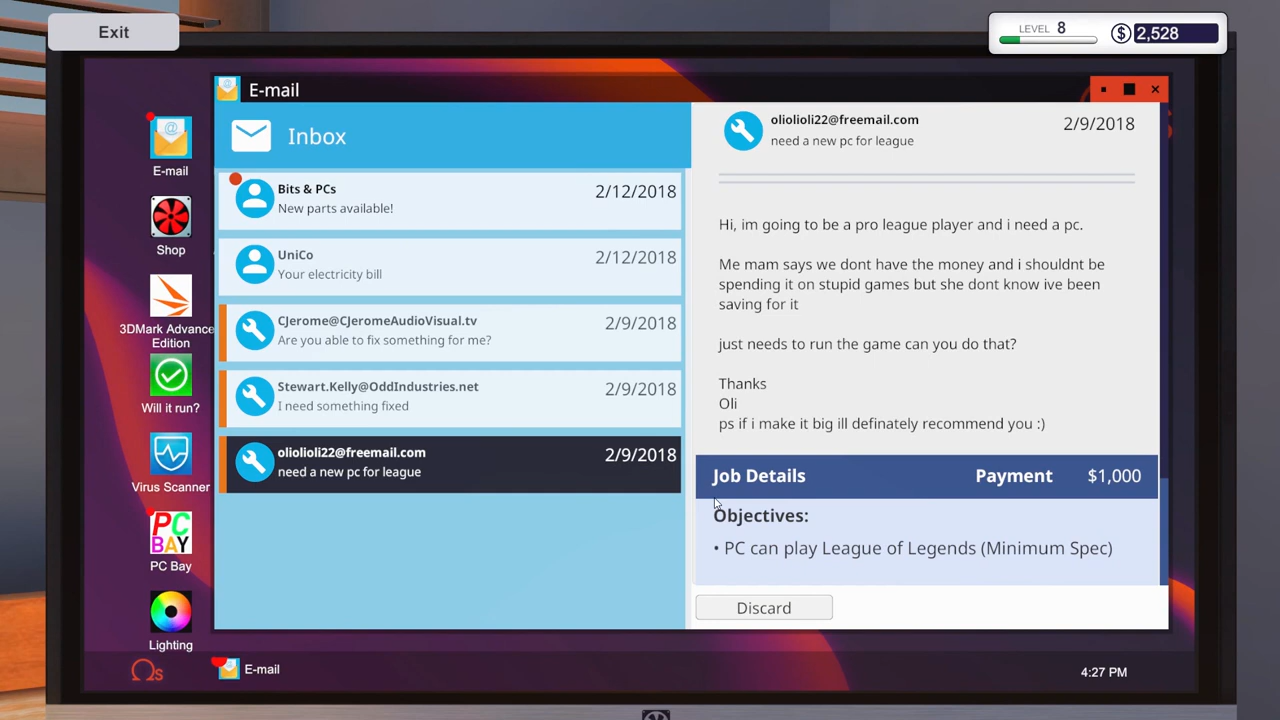 Exit
LEVEL 8
$ 2,528
E-mail
Shop
3DMark Advance
Edition
Will it run?
Virus Scanner
PC
BAY
PC Bay
Lighting
E-mail
Inbox
Bits & PCs
2/12/2018
New parts available!
UniCo
2/12/2018
Your electricity bill
CJerome@CJeromeAudioVisual.tv
2/9/2018
Are you able to fix something for me?
Stewart.Kelly@OddIndustries.net
2/9/2018
I need something fixed
olioloi22@freemail.com
2/9/2018
need a new pc for league
olioloi22@freemail.com
2/9/2018
need a new pc for league
Hi, im going to be a pro league player and i need a pc.
Me mam says we dont have the money and i shouldnt be
spending it on stupid games but she dont know ive been
saving for it
just needs to run the game can you do that?
Thanks
Oli
ps if i make it big ill definately recommend you :)
Job Details Payment $1,000
Objectives:
• PC can play League of Legends (Minimum Spec)
Discard
Ωs
E-mail
4:27 PM